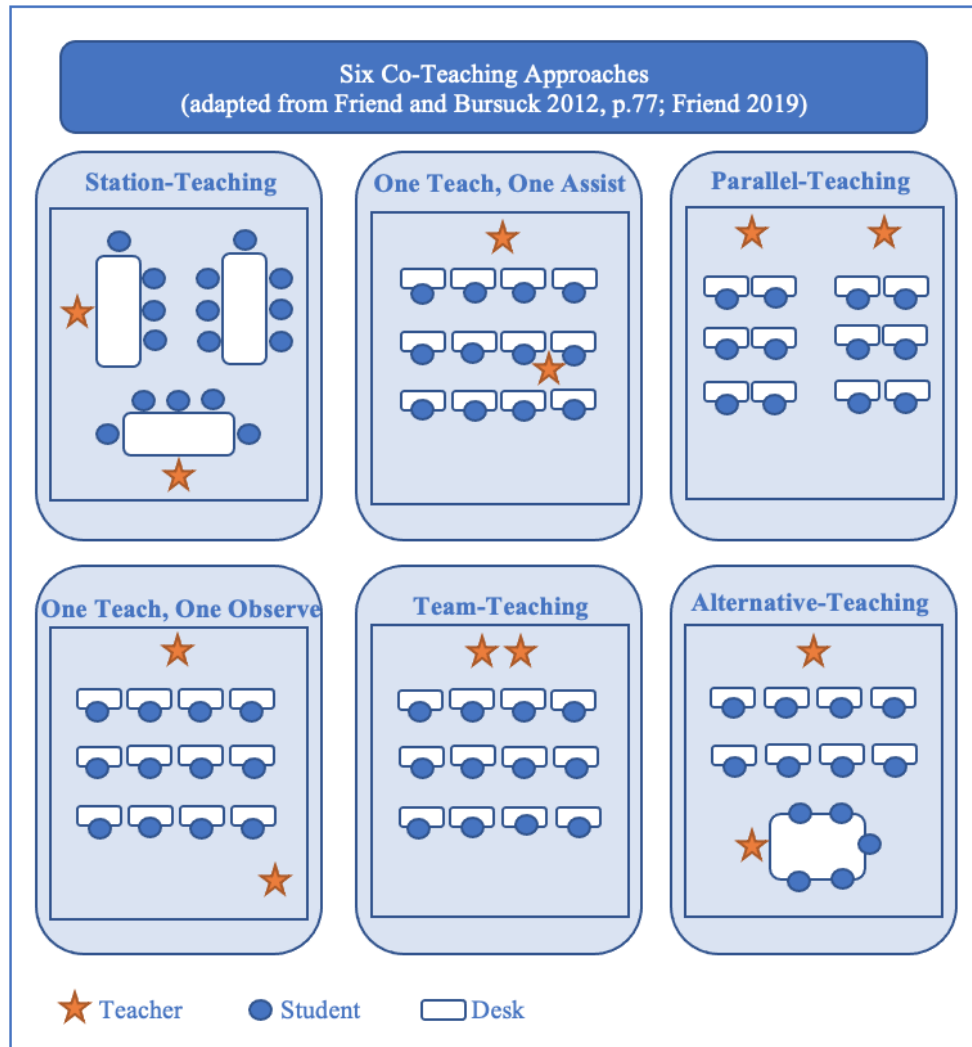 Six Co-Teaching Approaches
(adapted from Friend and Bursuck 2012, p.77; Friend 2019)
Station-Teaching
One Teach, One Assist
Parallel-Teaching
One Teach, One Observe
Team-Teaching
Alternative-Teaching
Teacher
Student
Desk